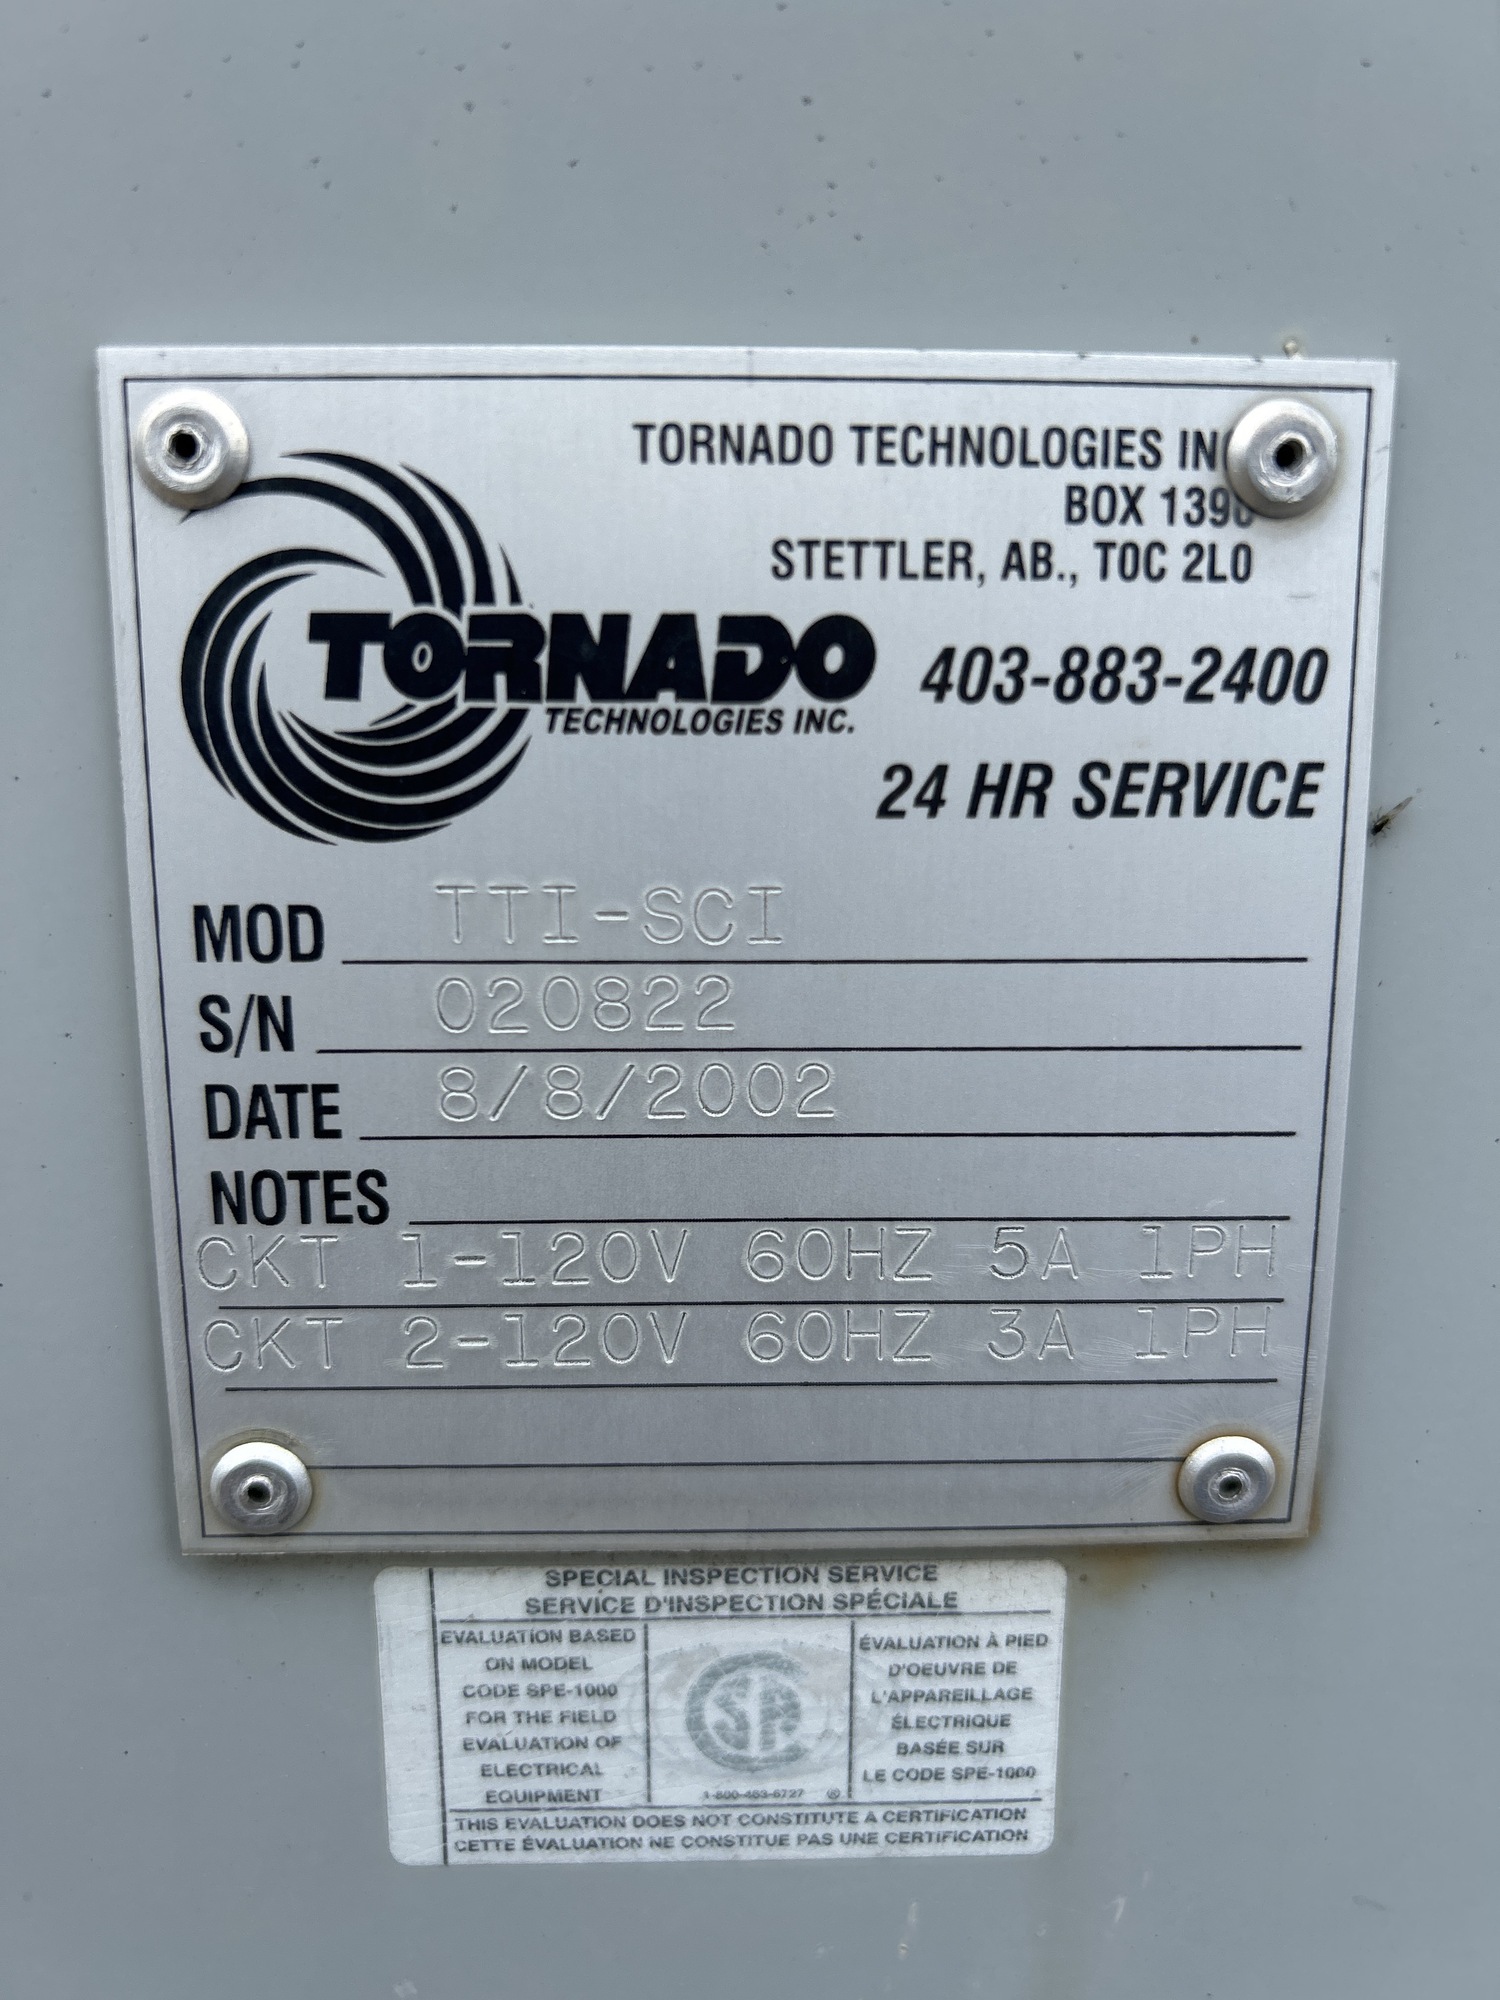 TORNADO TECHNOLOGIES
BOX
STETTLER, AB., T0C 2L0
TORNADO
TECHNOLOGIES INC.
403-883-2400
24 HR SERVICE
MOD TTI-SCI
S/N 020822
DATE 8/8/2002
NOTES
CKT 1-120V 60HZ 5A 1PH
CKT 2-120V 60HZ 3A 1PH
SPECIAL INSPECTION SERVICE
SERVICE D'INSPECTION SPÉCIALE
EVALUATION BASED
ON MODEL
CODE SPE-1000
FOR THE FIELD
EVALUATION OF
ELECTRICAL
EQUIPMENT
1-800-463-6727 ®
ÉVALUATION À PIED
D'OEUVRE DE
L'APPAREILLAGE
ÉLECTRIQUE
BASÉE SUR
LE CODE SPE-1000
THIS EVALUATION DOES NOT CONSTITUTE A CERTIFICATION
CETTE ÉVALUATION NE CONSTITUE PAS UNE CERTIFICATION